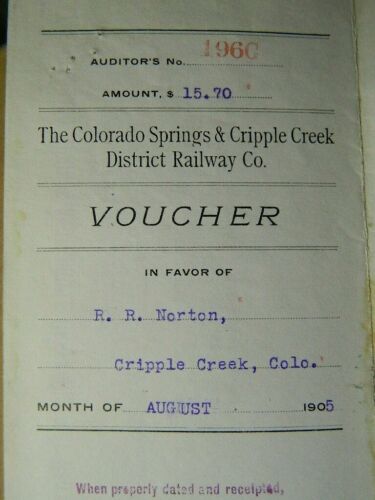 AUDITOR'S No. 1960
AMOUNT, $ 15.70
The Colorado Springs & Cripple Creek
District Railway Co.
VOUCHER
IN FAVOR OF
R. R. Norton,
Cripple Creek, Colo.
MONTH OF AUGUST 1905
When properly dated and receipted,